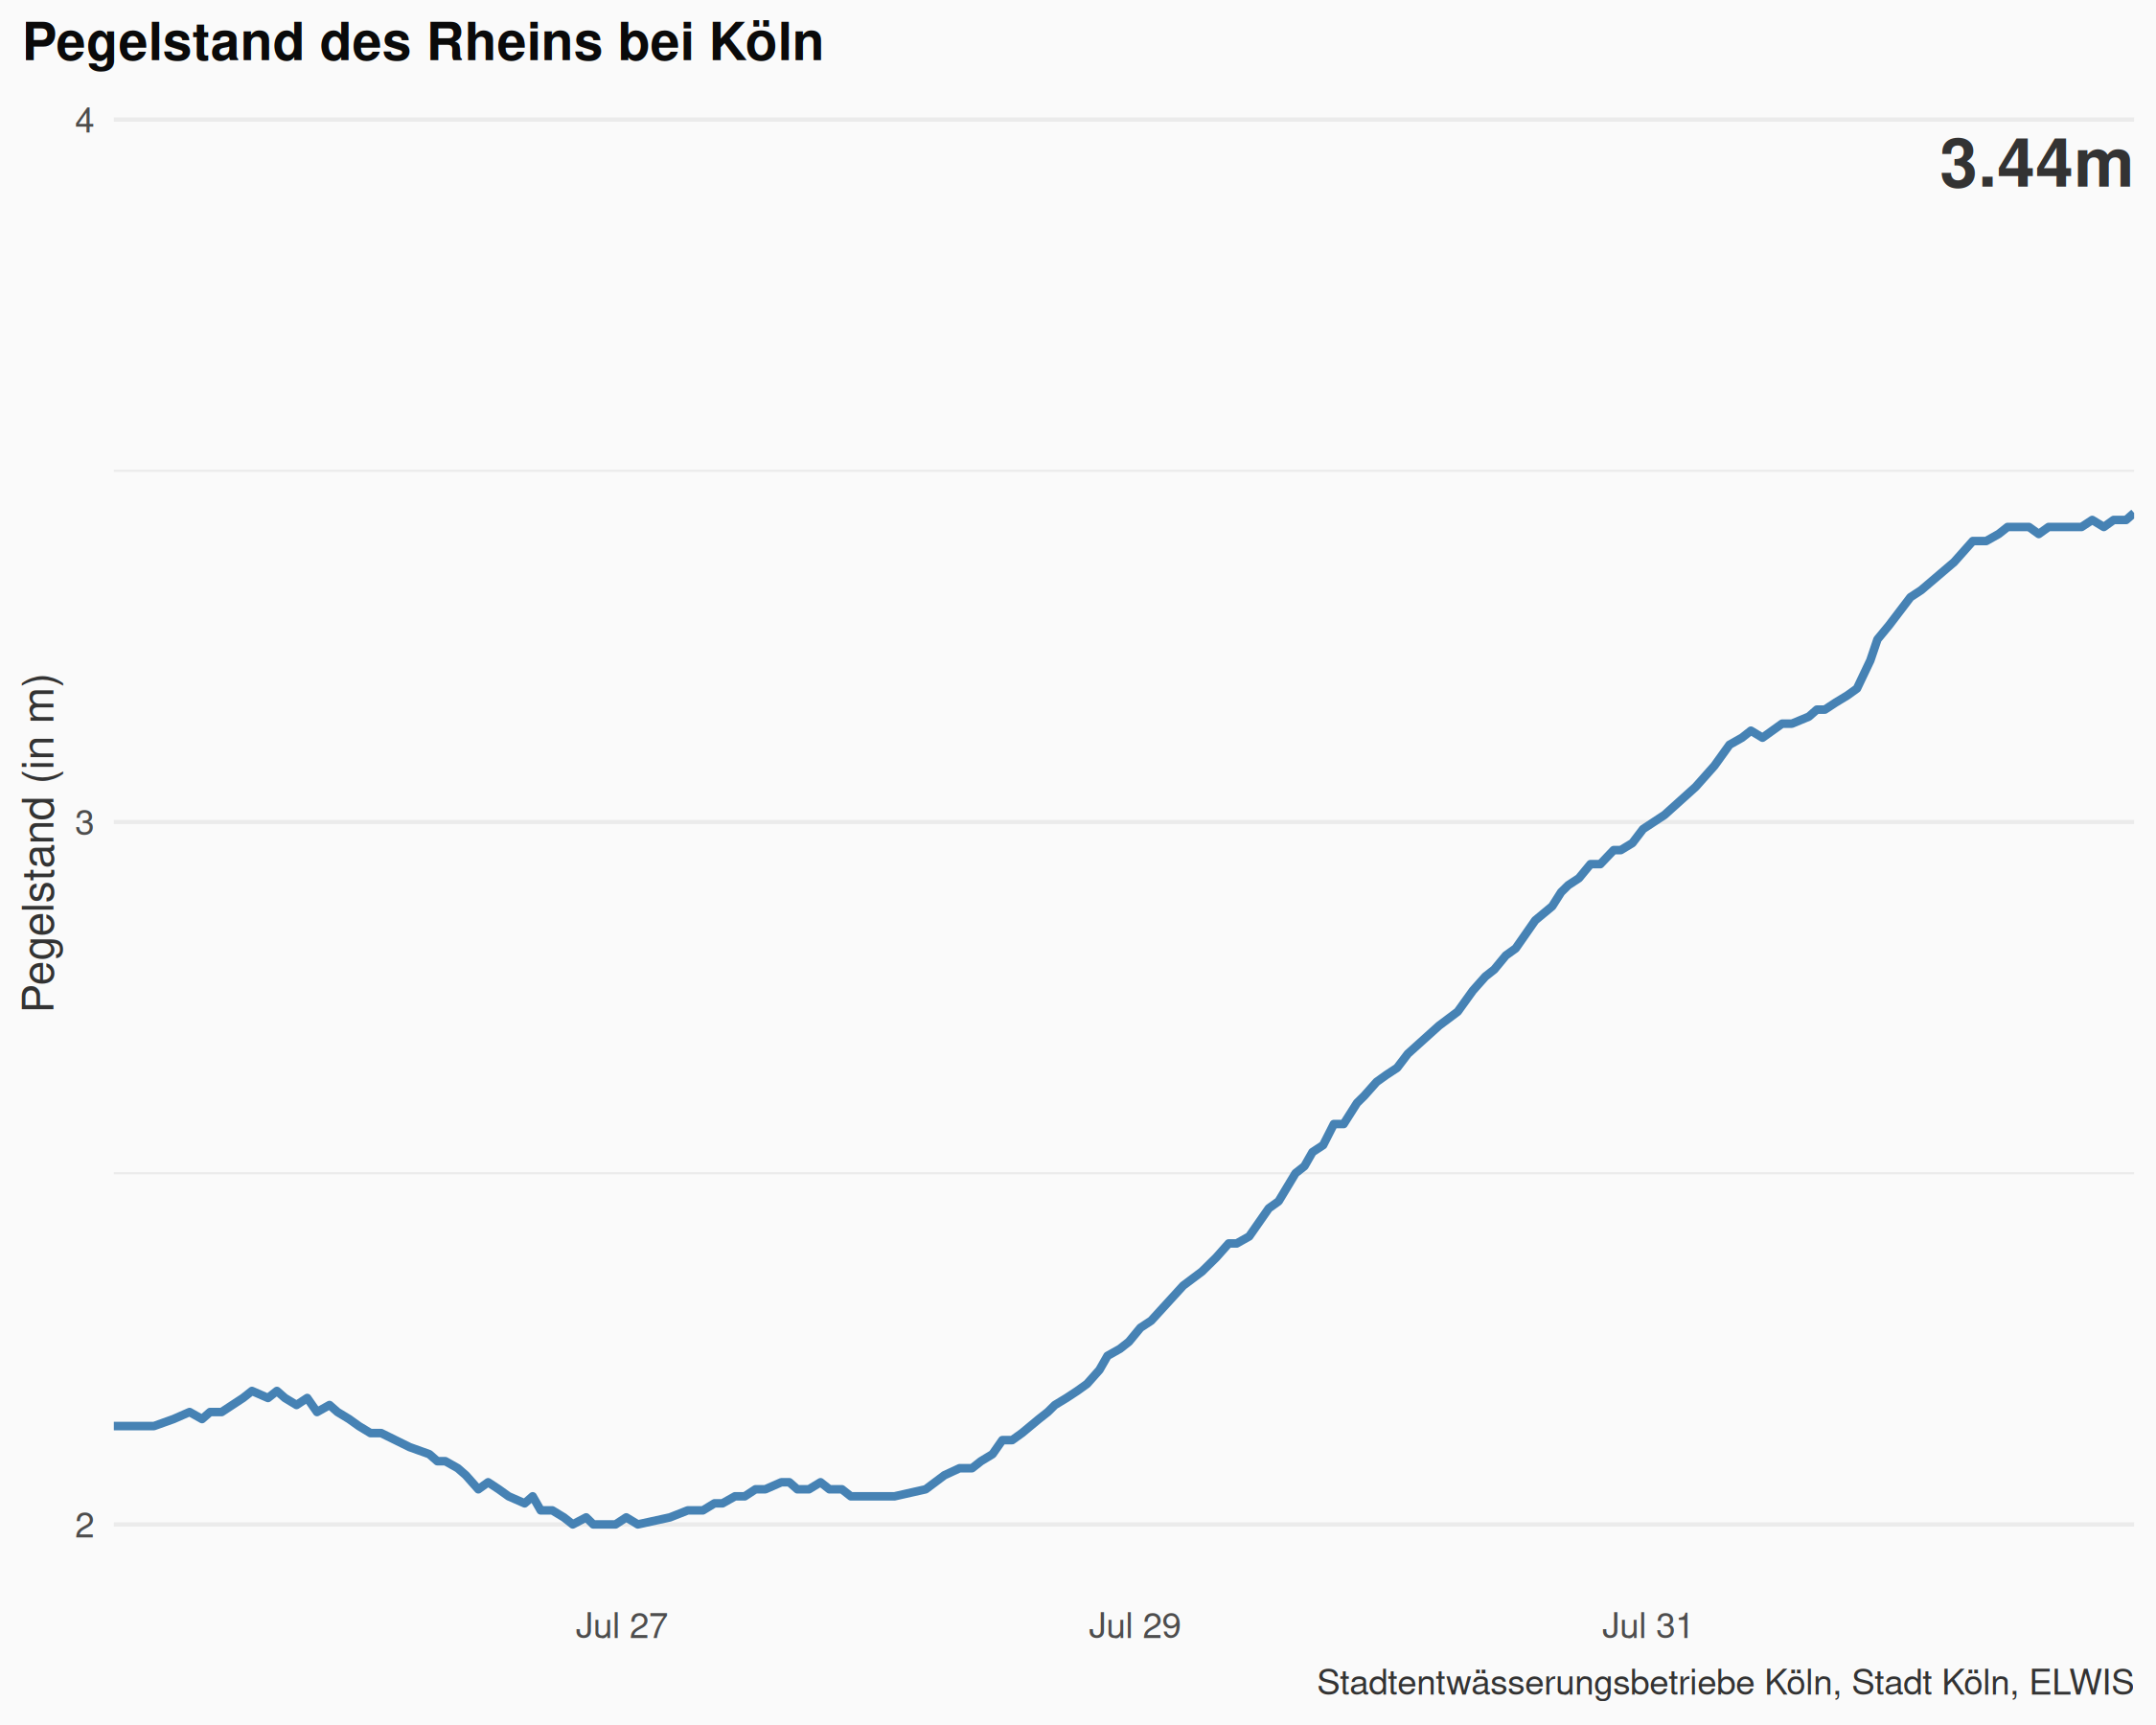 Pegelstand des Rheins bei Köln
4
3.44m
Pegelstand (in m)
3
2
Jul 27
Jul 29
Jul 31
Stadtentwässerungsbetriebe Köln, Stadt Köln, ELWIS